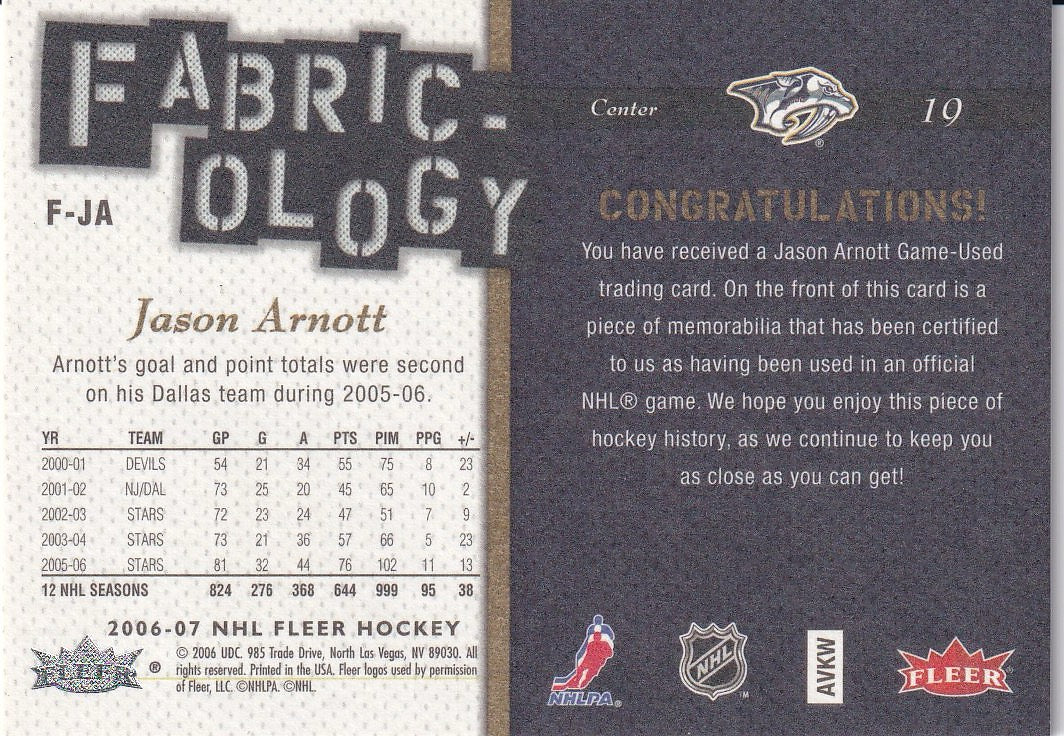 FABRIC-
OLOGY
F-JA
Jason Arnott
Arnott's goal and point totals were second
on his Dallas team during 2005-06.
YR TEAM GP G A PTS PIM PPG +/-
2000-01 DEVILS 54 21 34 55 75 8 23
2001-02 NJ/DAL 73 25 20 45 65 10 2
2002-03 STARS 72 23 24 47 51 7 9
2003-04 STARS 73 21 36 57 66 5 23
2005-06 STARS 81 32 44 76 102 11 13
12 NHL SEASONS 824 276 368 644 999 95 38
2006-07 NHL FLEER HOCKEY
FLEER ®
© 2006 UDC. 985 Trade Drive, North Las Vegas, NV 89030. All
rights reserved. Printed in the USA. Fleer logos used by permission
of Fleer, LLC. ©NHLPA. ©NHL.
Center 19
®
CONGRATULATIONS!
You have received a Jason Arnott Game-Used
trading card. On the front of this card is a
piece of memorabilia that has been certified
to us as having been used in an official
NHL® game. We hope you enjoy this piece of
hockey history, as we continue to keep you
as close as you can get!
NHLPA®
NHL TM
AVKW
FLEER®